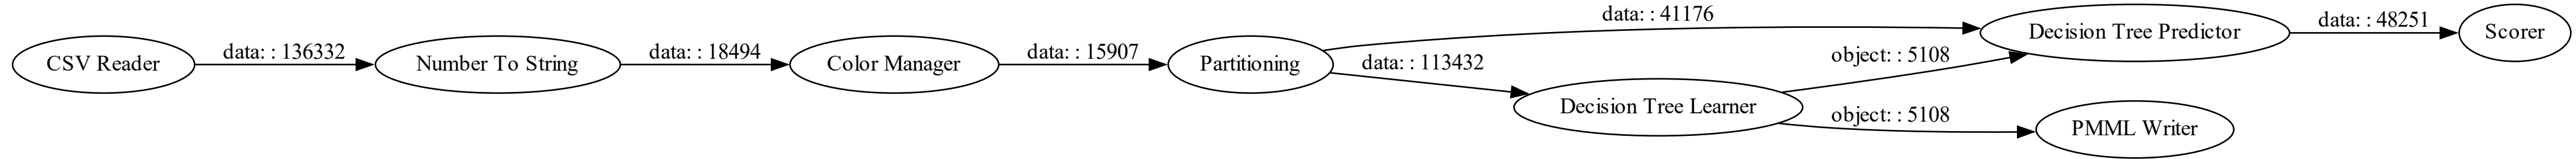 CSV Reader
data: : 136332
Number To String
data: : 18494
Color Manager
data: : 15907
Partitioning
data: : 41176
data: : 113432
Decision Tree Learner
object: : 5108
object: : 5108
Decision Tree Predictor
PMML Writer
data: : 48251
Scorer